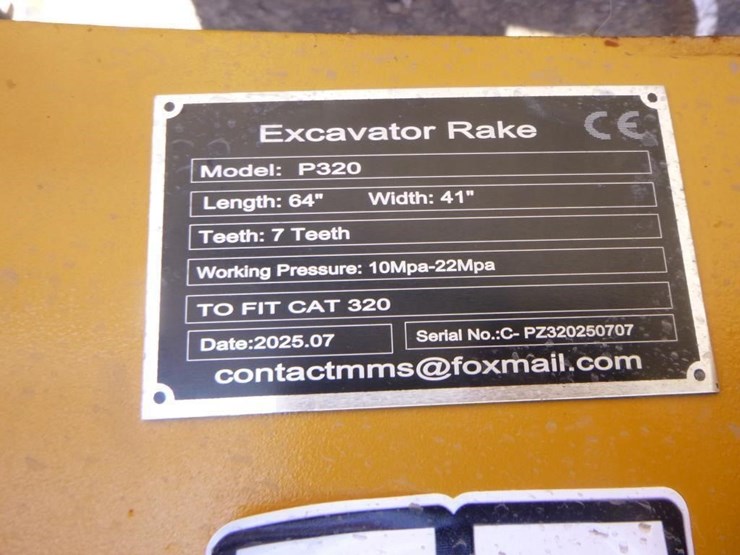 Excavator Rake CE
Model: P320
Length: 64" Width: 41"
Teeth: 7 Teeth
Working Pressure: 10Mpa-22Mpa
TO FIT CAT 320
Date:2025.07 Serial No.:C- PZ320250707
contactmms@foxmail.com